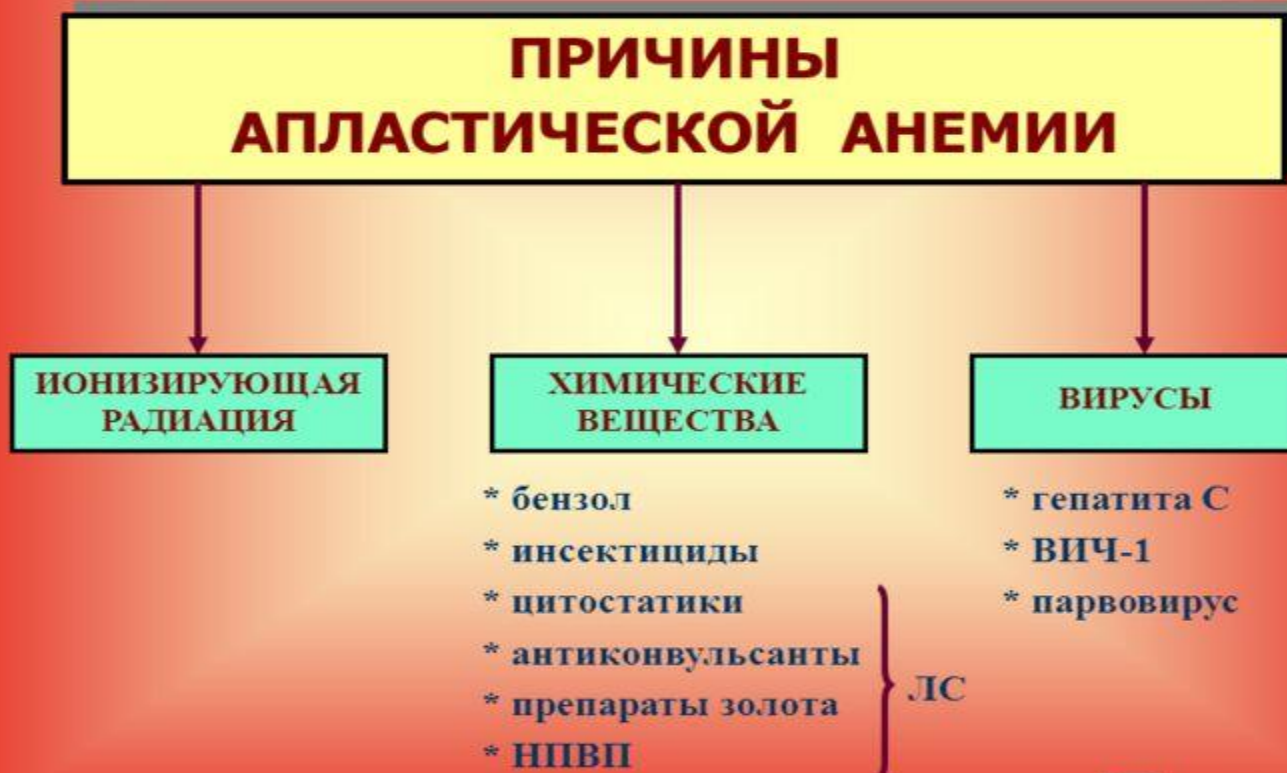 ПРИЧИНЫ
АПЛАСТИЧЕСКОЙ АНЕМИИ
ИОНИЗИРУЮЩАЯ
РАДИАЦИЯ
ХИМИЧЕСКИЕ
ВЕЩЕСТВА
* бензол
* инсектициды
* цитостатики
* антиконвульсанты
* препараты золота
* НПВП
ЛС
ВИРУСЫ
* гепатита С
* ВИЧ-1
* парвовирус